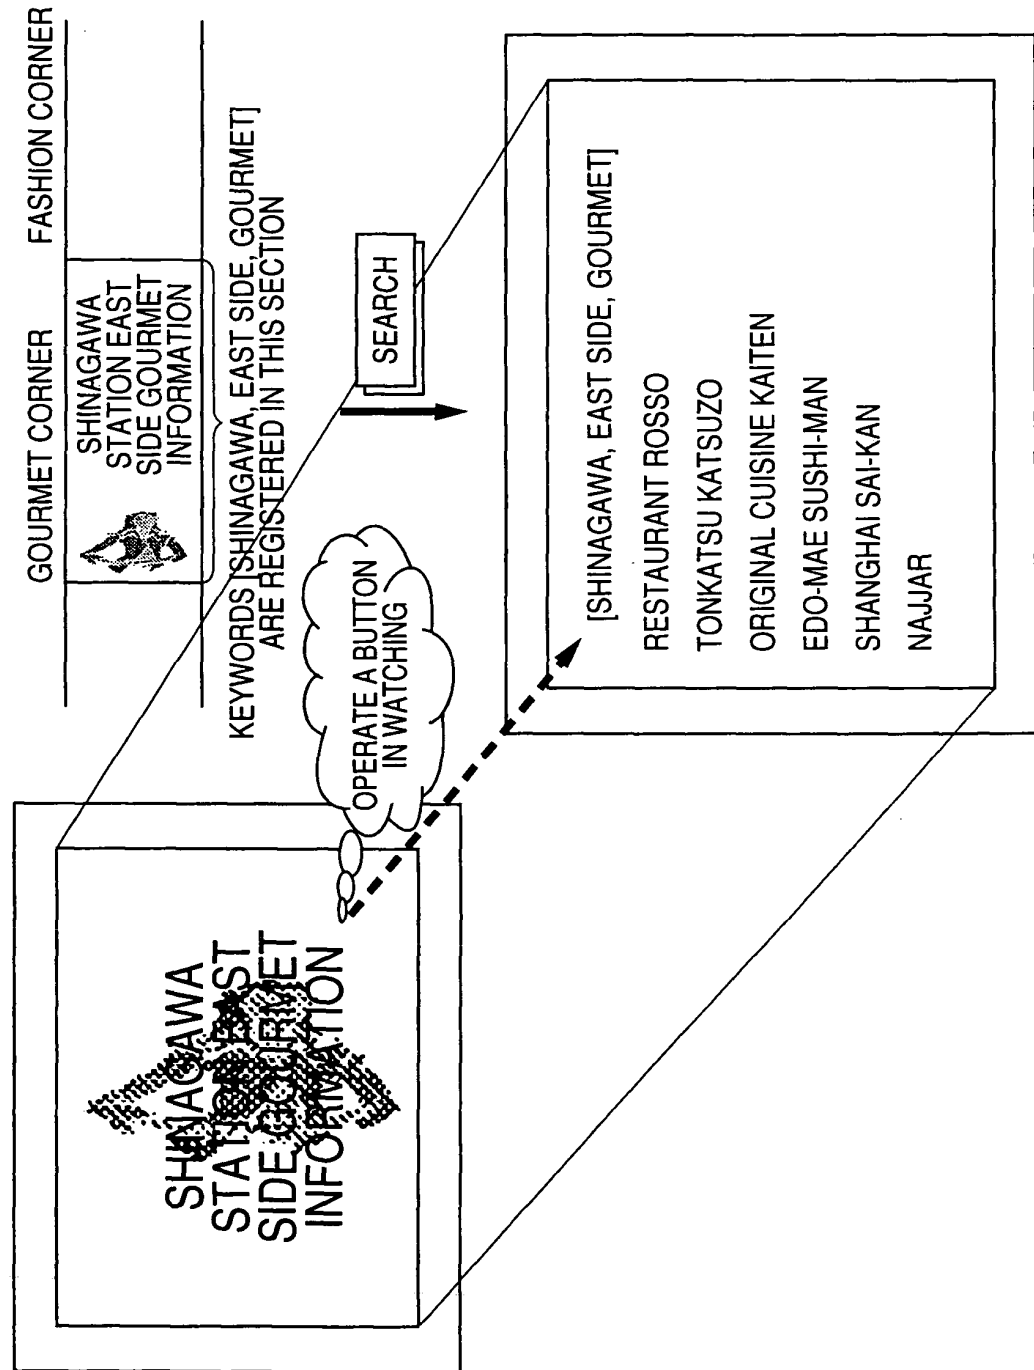 GOURMET CORNER
FASHION CORNER
SHINAGAWA
STATION EAST
SIDE GOURMET
INFORMATION
KEYWORDS [SHINAGAWA, EAST SIDE, GOURMET]
ARE REGISTERED IN THIS SECTION
SEARCH
SHINAGAWA
STATION EAST
SIDE GOURMET
INFORMATION
OPERATE A BUTTON
IN WATCHING
[SHINAGAWA, EAST SIDE, GOURMET]
RESTAURANT ROSSO
TONKATSU KATSUZO
ORIGINAL CUISINE KAITEN
EDO-MAE SUSHI-MAN
SHANGHAI SAI-KAN
NAJJAR